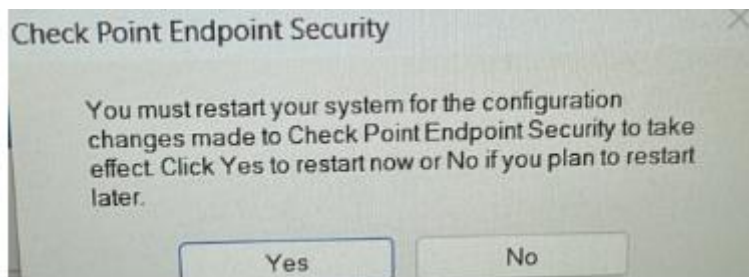 Check Point Endpoint Security
You must restart your system for the configuration
changes made to Check Point Endpoint Security to take
effect. Click Yes to restart now or No if you plan to restart
later.
Yes
No